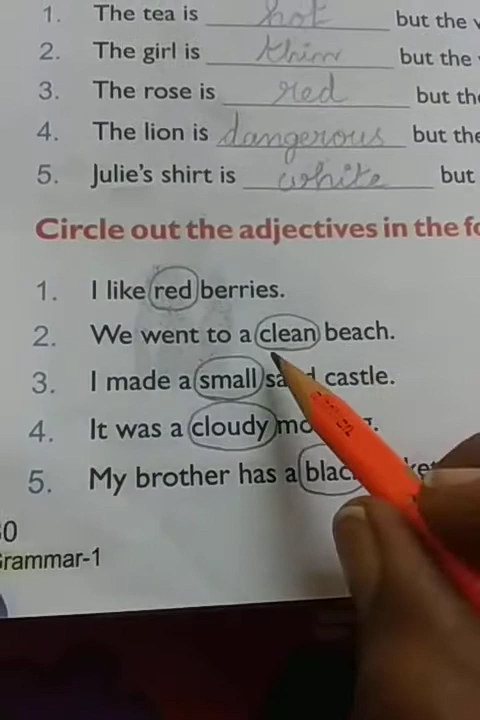 1. The tea is hot but the
2. The girl is thin but the
3. The rose is red but the
4. The lion is dangerous but the
5. Julie's shirt is white but
Circle out the adjectives in the
1. I like red berries.
2. We went to a clean beach.
3. I made a small sand castle.
4. It was a cloudy
5. My brother has a black
Grammar-1